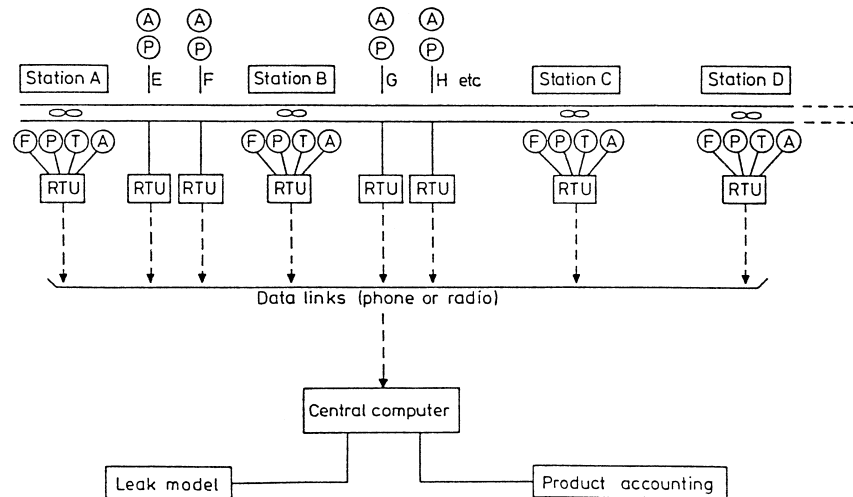 A A A A
P P P P
Station A E F Station B G H etc Station C Station D
F P T A F P T A F P T A F P T A
RTU RTU RTU RTU RTU RTU RTU RTU
Data links (phone or radio)
Central computer
Leak model Product accounting